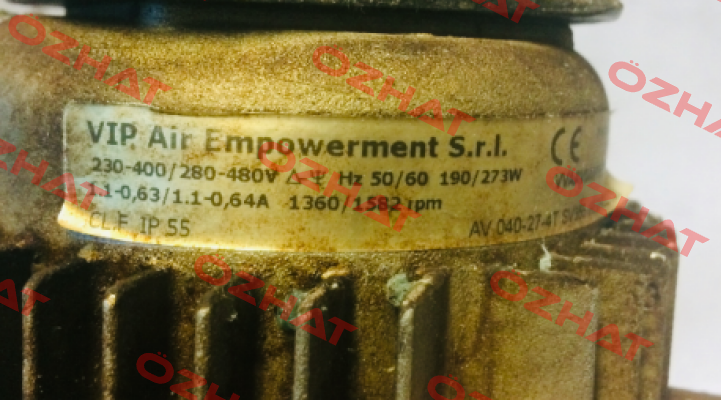 VIP. Air Empowerment S.r.l. CE
230-400/280-480V △ Y Hz 50/60 190/273W
1.1-0,63/1.1-0,64A 1360/1582 rpm
CL.F IP 55 AV 040-27-4T
OZHAT
OZHAT
OZHAT
OZHAT
OZHAT
OZHAT
OZHAT
OZHAT